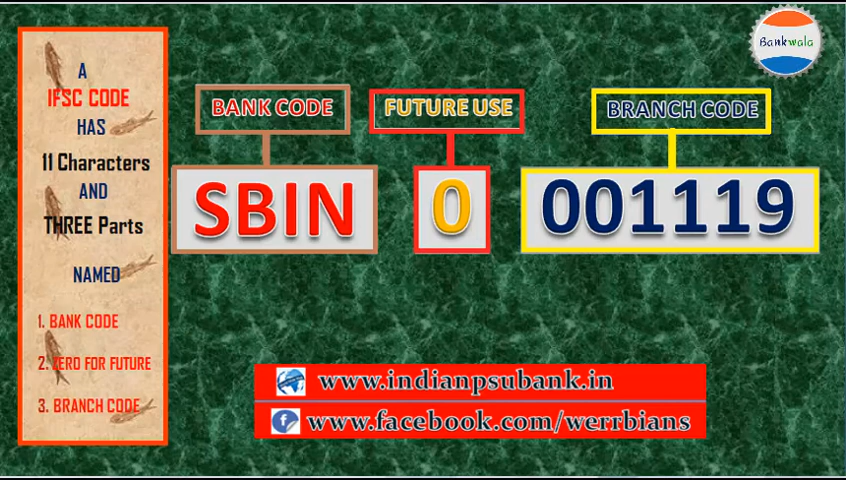 A
IFSC CODE
HAS
11 Characters
AND
THREE Parts
NAMED
1. BANK CODE
2. ZERO FOR FUTURE
3. BRANCH CODE
BANK CODE
FUTURE USE
BRANCH CODE
SBIN
0
001119
Bankwala
www.indianpsubank.in
www.facebook.com/werrbians